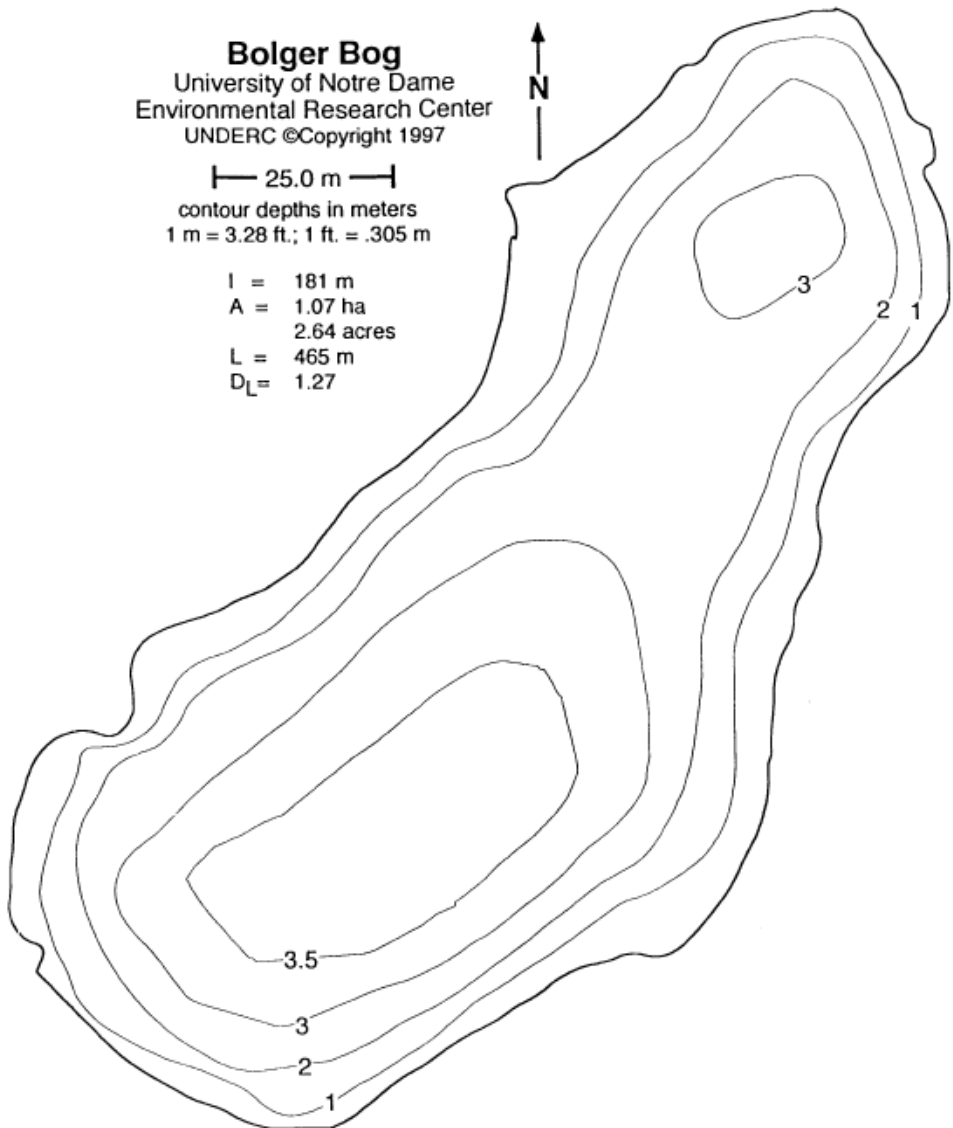 Bolger Bog
University of Notre Dame
Environmental Research Center
UNDERC ©Copyright 1997
N
25.0 m
contour depths in meters
1 m = 3.28 ft.; 1 ft. = .305 m
l = 181 m
A = 1.07 ha
2.64 acres
L = 465 m
DL= 1.27
3
2
1
3.5
3
2
1